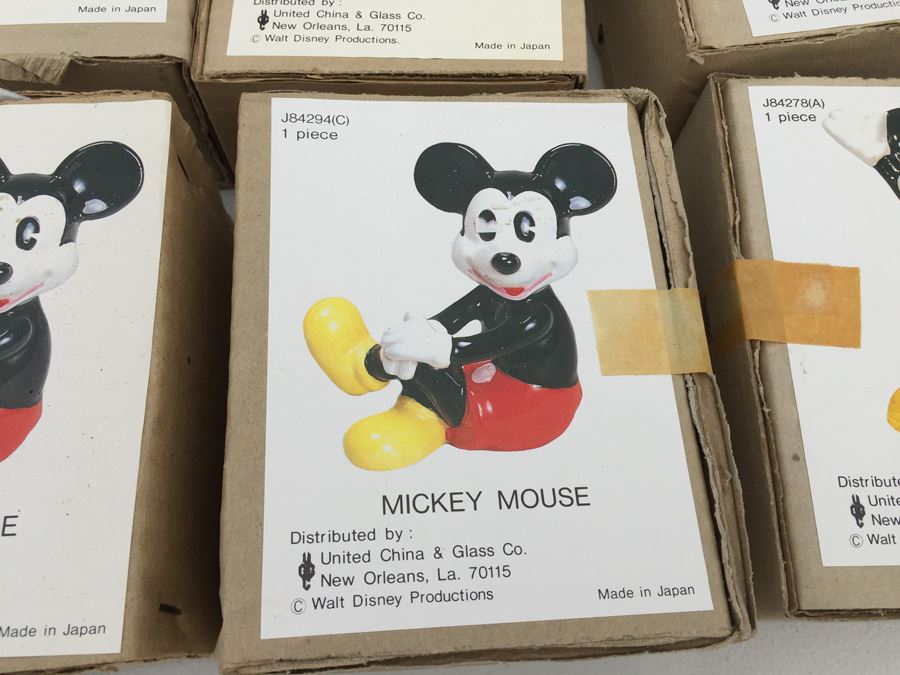 Made in Japan
Distributed by :
United China & Glass Co.
New Orleans, La. 70115
© Walt Disney Productions.
Made in Japan
© Walt Disney
J84294(C)
1 piece
MICKEY MOUSE
Distributed by :
United China & Glass Co.
New Orleans, La. 70115
© Walt Disney Productions
Made in Japan
E
Made in Japan
J84278(A)
1 piece
Distribute
Unite
New
© Walt